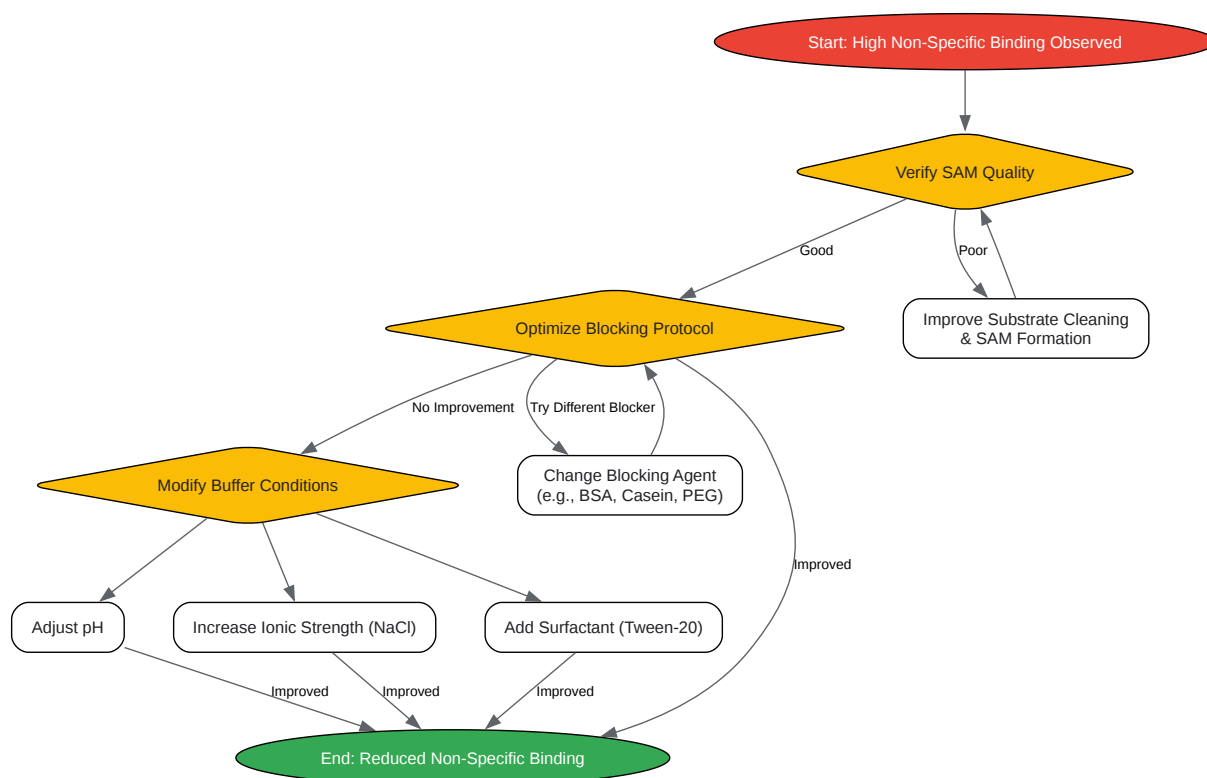 Start: High Non-Specific Binding Observed
Verify SAM Quality
Good
Poor
Improve Substrate Cleaning
& SAM Formation
Optimize Blocking Protocol
No Improvement
Try Different Blocker
Change Blocking Agent
(e.g., BSA, Casein, PEG)
Modify Buffer Conditions
Improved
Adjust pH
Increase Ionic Strength (NaCl)
Add Surfactant (Tween-20)
Improved
Improved
Improved
End: Reduced Non-Specific Binding